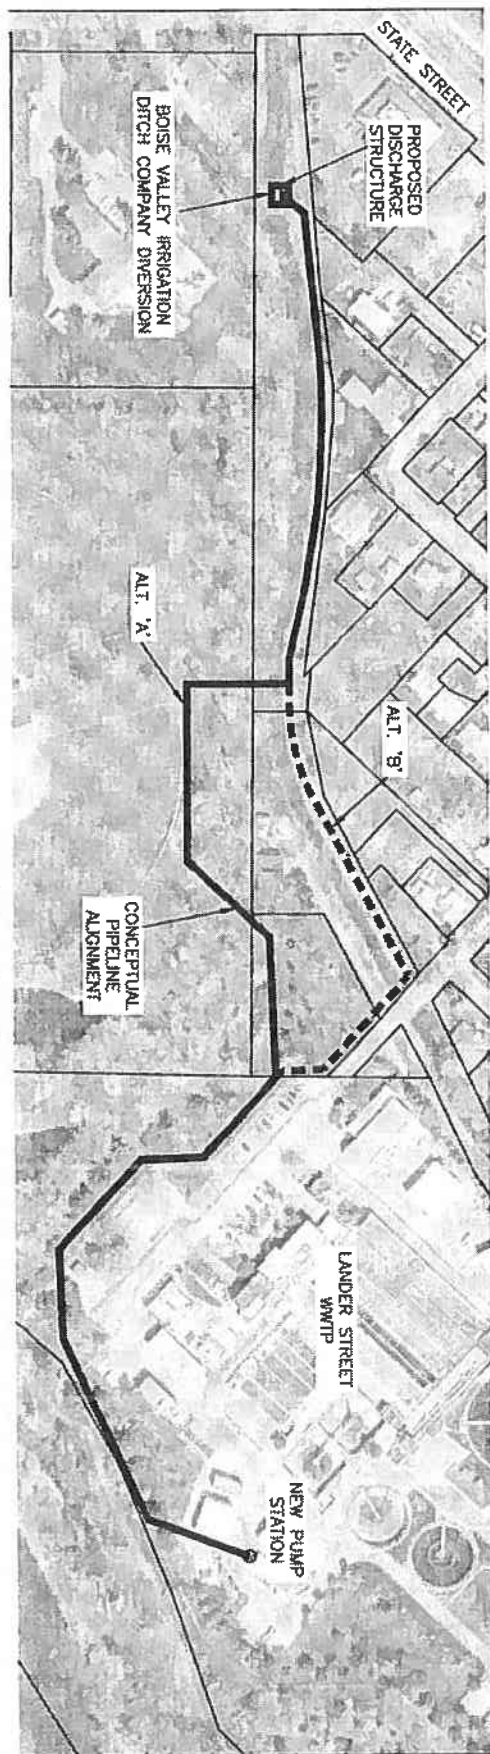 STATE STREET
PROPOSED
DISCHARGE
STRUCTURE
BOISE VALLEY IRRIGATION
DITCH COMPANY DIVERSION
ALT. 'A'
ALT. 'B'
CONCEPTUAL
PIPELINE
ALIGNMENT
LANDER STREET
WWTP
NEW PUMP
STATION